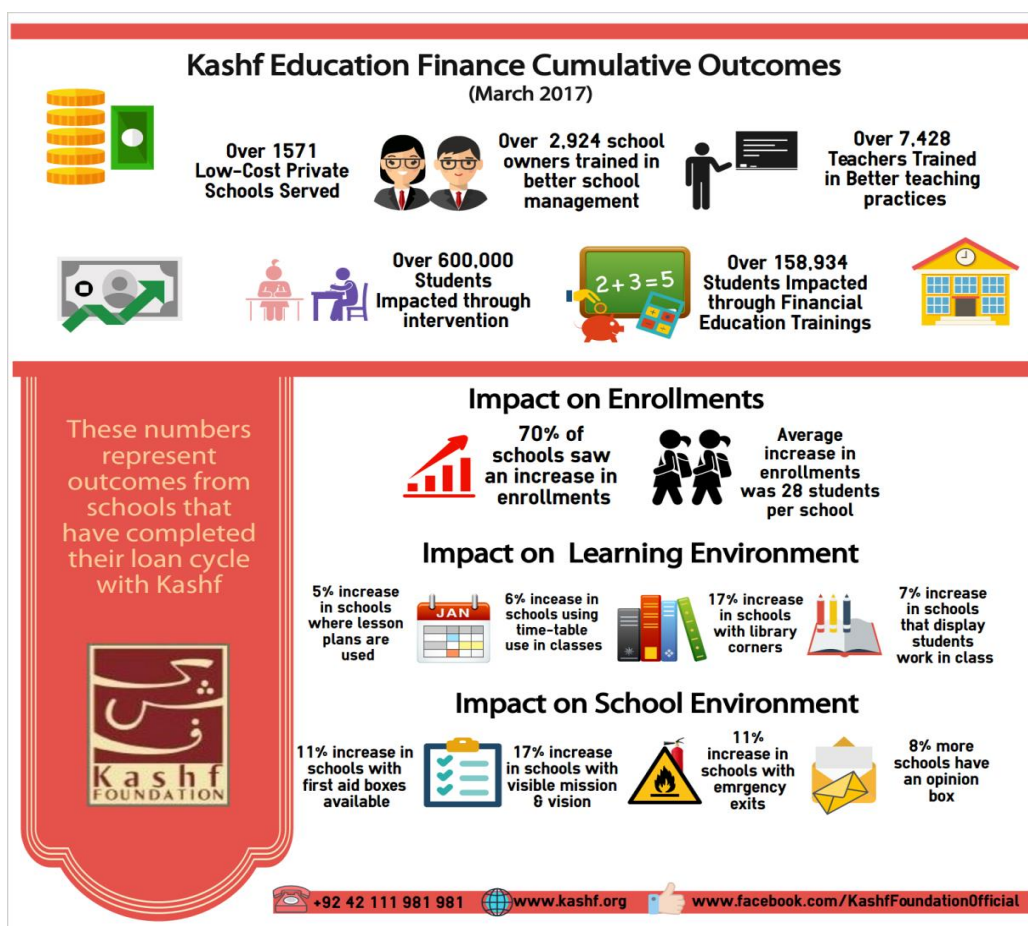 Kashf Education Finance Cumulative Outcomes
(March 2017)
Over 1571
Low-Cost Private
Schools Served
Over 2,924 school
owners trained in
better school
management
Over 7,428
Teachers Trained
in Better teaching
practices
Over 600,000
Students
Impacted through
intervention
2+3=5
Over 158,934
Students Impacted
through Financial
Education Trainings
These numbers
represent
outcomes from
schools that
have completed
their loan cycle
with Kashf
کشف
Kashf
FOUNDATION
Impact on Enrollments
70% of
schools saw
an increase in
enrollments
Average
increase in
enrollments
was 28 students
per school
Impact on Learning Environment
5% increase
in schools
where lesson
plans are
used
JAN
6% incease in
schools using
time-table
use in classes
17% increase
in schools
with library
corners
7% increase
in schools
that display
students
work in class
Impact on School Environment
11% increase in
schools with
first aid boxes
available
17% increase
in schools with
visible mission
& vision
11%
increase in
schools with
emrgency
exits
8% more
schools have
an opinion
box
+92 42 111 981 981
www.kashf.org
www.facebook.com/KashfFoundationOfficial